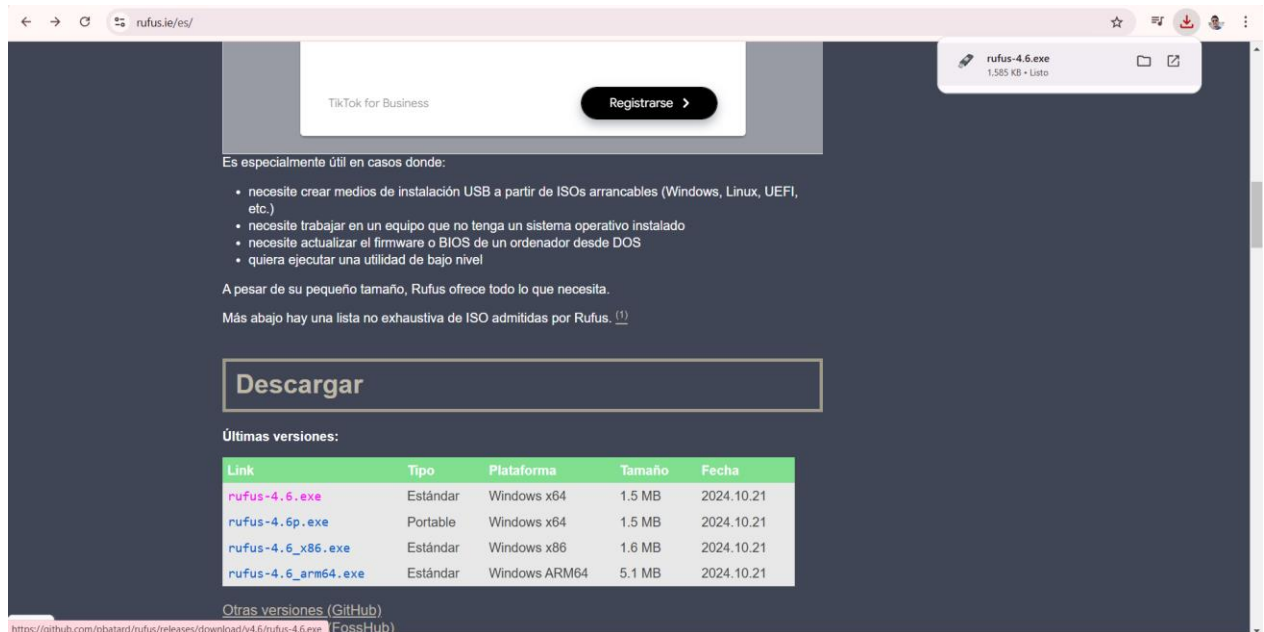 rufus.ie/es/
rufus-4.6.exe
1.585 KB • Listo
TikTok for Business
Registrarse
Es especialmente útil en casos donde:
• necesite crear medios de instalación USB a partir de ISOs arrancables (Windows, Linux, UEFI,
etc.)
• necesite trabajar en un equipo que no tenga un sistema operativo instalado
• necesite actualizar el firmware o BIOS de un ordenador desde DOS
• quiera ejecutar una utilidad de bajo nivel
A pesar de su pequeño tamaño, Rufus ofrece todo lo que necesita.
Más abajo hay una lista no exhaustiva de ISO admitidas por Rufus. (1)
Descargar
Últimas versiones:
Link Tipo Plataforma Tamaño Fecha
rufus-4.6.exe Estándar Windows x64 1.5 MB 2024.10.21
rufus-4.6p.exe Portable Windows x64 1.5 MB 2024.10.21
rufus-4.6_x86.exe Estándar Windows x86 1.6 MB 2024.10.21
rufus-4.6_arm64.exe Estándar Windows ARM64 5.1 MB 2024.10.21
Otras versiones (GitHub)
(FossHub)
https://github.com/pbatard/rufus/releases/download/v4.6/rufus-4.6.exe